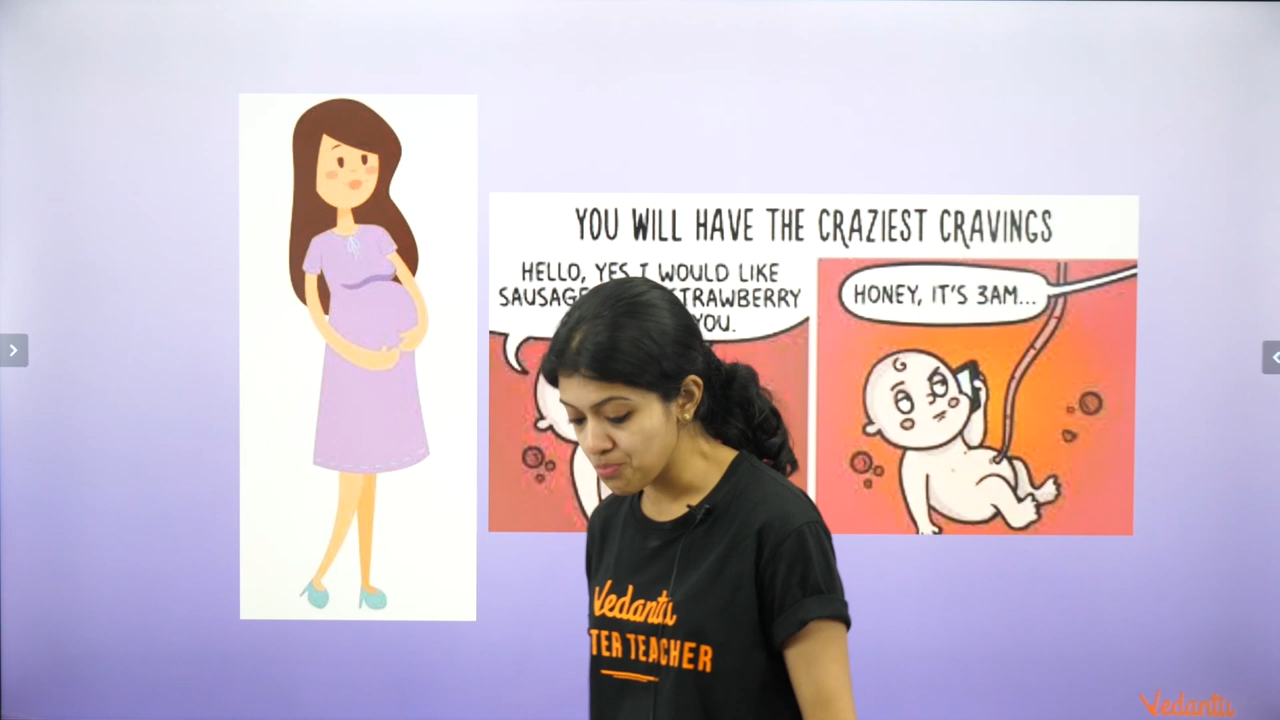 YOU WILL HAVE THE CRAZIEST CRAVINGS
HELLO, YES I WOULD LIKE
SAUSAGE STRAWBERRY
YOU.
HONEY, IT'S 3AM...
Vedantu
TEACHER
Vedantu